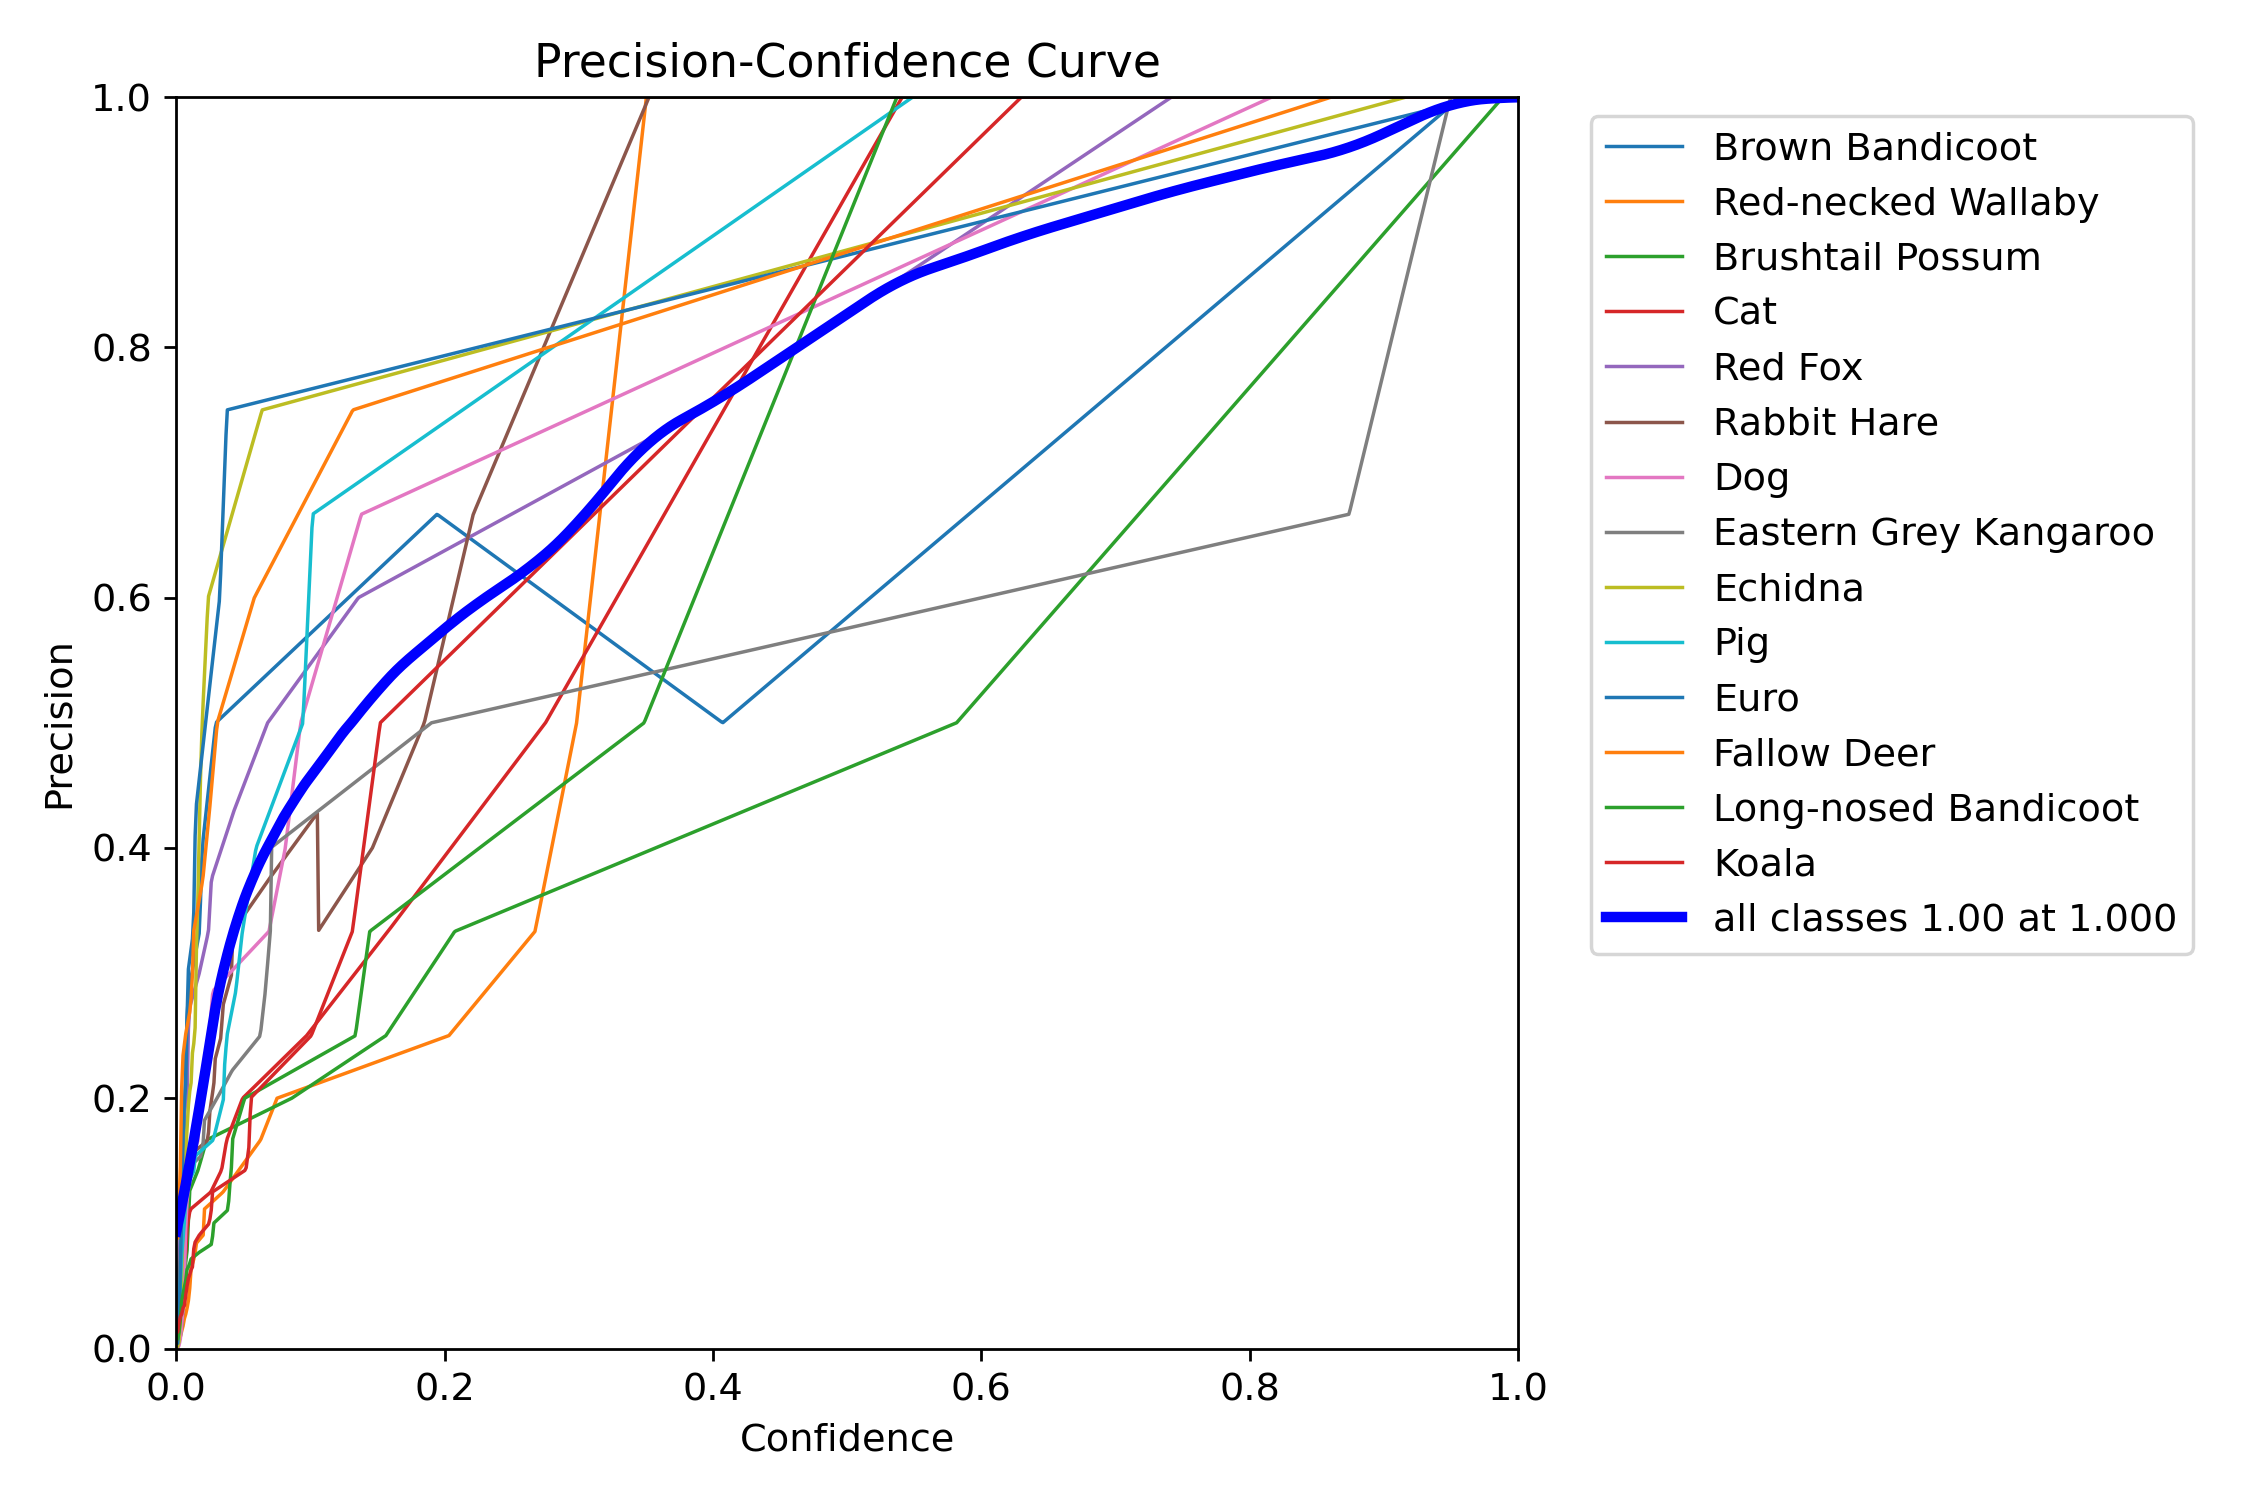 Precision-Confidence Curve
1.0
0.8
0.6
0.4
0.2
0.0
Precision
0.0 0.2 0.4 0.6 0.8 1.0
Confidence
Brown Bandicoot
Red-necked Wallaby
Brushtail Possum
Cat
Red Fox
Rabbit Hare
Dog
Eastern Grey Kangaroo
Echidna
Pig
Euro
Fallow Deer
Long-nosed Bandicoot
Koala
all classes 1.00 at 1.000